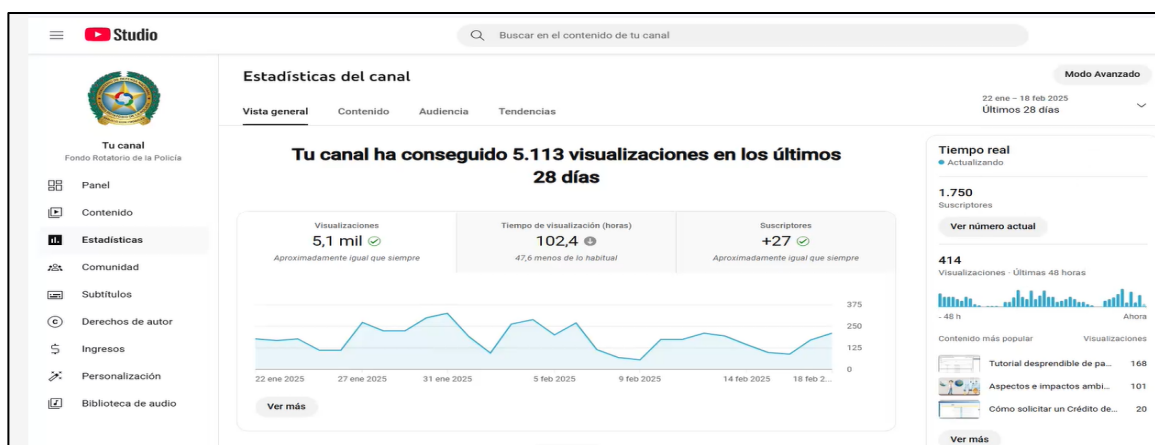 Studio
Buscar en el contenido de tu canal
Tu canal
Fondo Rotatorio de la Policía
Panel
Contenido
Estadísticas
Comunidad
Subtítulos
Derechos de autor
Ingresos
Personalización
Biblioteca de audio
Estadísticas del canal
Modo Avanzado
Vista general Contenido Audiencia Tendencias
22 ene – 18 feb 2025
Últimos 28 días
Tu canal ha conseguido 5.113 visualizaciones en los últimos
28 días
Visualizaciones
5,1 mil
Aproximadamente igual que siempre
Tiempo de visualización (horas)
102,4
47,6 menos de lo habitual
Suscriptores
+27
Aproximadamente igual que siempre
375
250
125
0
22 ene 2025 27 ene 2025 31 ene 2025 5 feb 2025 9 feb 2025 14 feb 2025 18 feb 2...
Ver más
Tiempo real
Actualizando
1.750
Suscriptores
Ver número actual
414
Visualizaciones · Últimas 48 horas
- 48 h Ahora
Contenido más popular Visualizaciones
Tutorial desprendible de pa... 168
Aspectos e impactos ambi... 101
Cómo solicitar un Crédito de... 20
Ver más